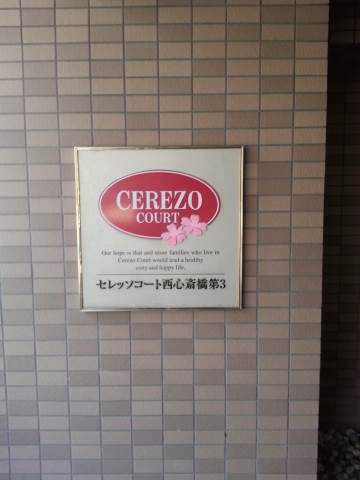 CEREZO
COURT
Our hope is that and more families who live in
Cerezo Court would lead a healthy
cozy and happy life.
セレッソコート西心斎橋第3